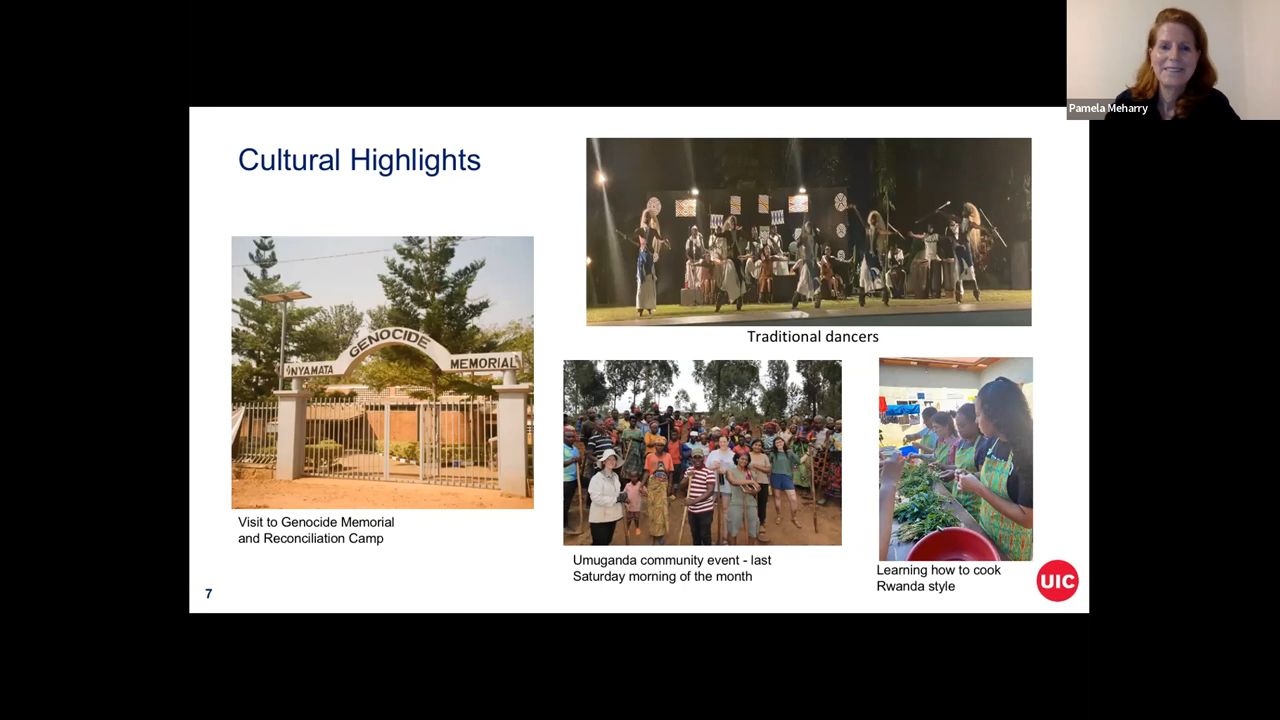 Pamela Meharry
Cultural Highlights
NYAMATA GENOCIDE MEMORIAL
Traditional dancers
Visit to Genocide Memorial
and Reconciliation Camp
Umuganda community event - last
Saturday morning of the month
Learning how to cook
Rwanda style
7
UIC